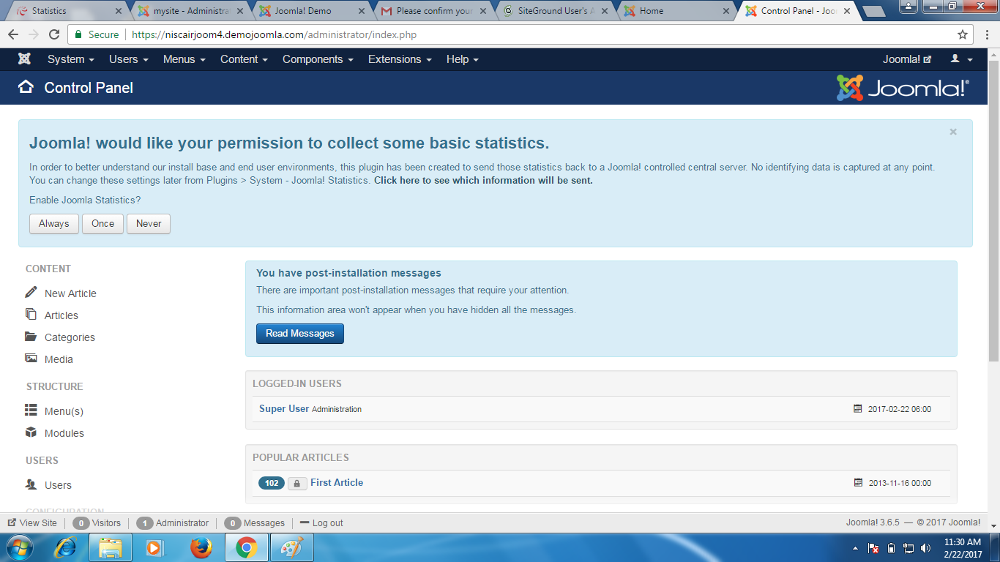 Statistics
mysite - Administra
Joomla! Demo
Please confirm your
SiteGround User's A
Home
Control Panel - Joo
Secure
https://niscairjoom4.demojoomla.com/administrator/index.php
System Users Menus Content Components Extensions Help
Joomla!
Control Panel
Joomla!®
Joomla! would like your permission to collect some basic statistics.
In order to better understand our install base and end user environments, this plugin has been created to send those statistics back to a Joomla! controlled central server. No identifying data is captured at any point.
You can change these settings later from Plugins > System - Joomla! Statistics. Click here to see which information will be sent.
Enable Joomla Statistics?
Always Once Never
CONTENT
New Article
Articles
Categories
Media
STRUCTURE
Menu(s)
Modules
USERS
Users
CONFIGURATION
You have post-installation messages
There are important post-installation messages that require your attention.
This information area won't appear when you have hidden all the messages.
Read Messages
LOGGED-IN USERS
Super User Administration 2017-02-22 06:00
POPULAR ARTICLES
102 First Article 2013-11-16 00:00
View Site 0 Visitors 1 Administrator 0 Messages Log out
Joomla! 3.6.5 — © 2017 Joomla!
11:30 AM
2/22/2017